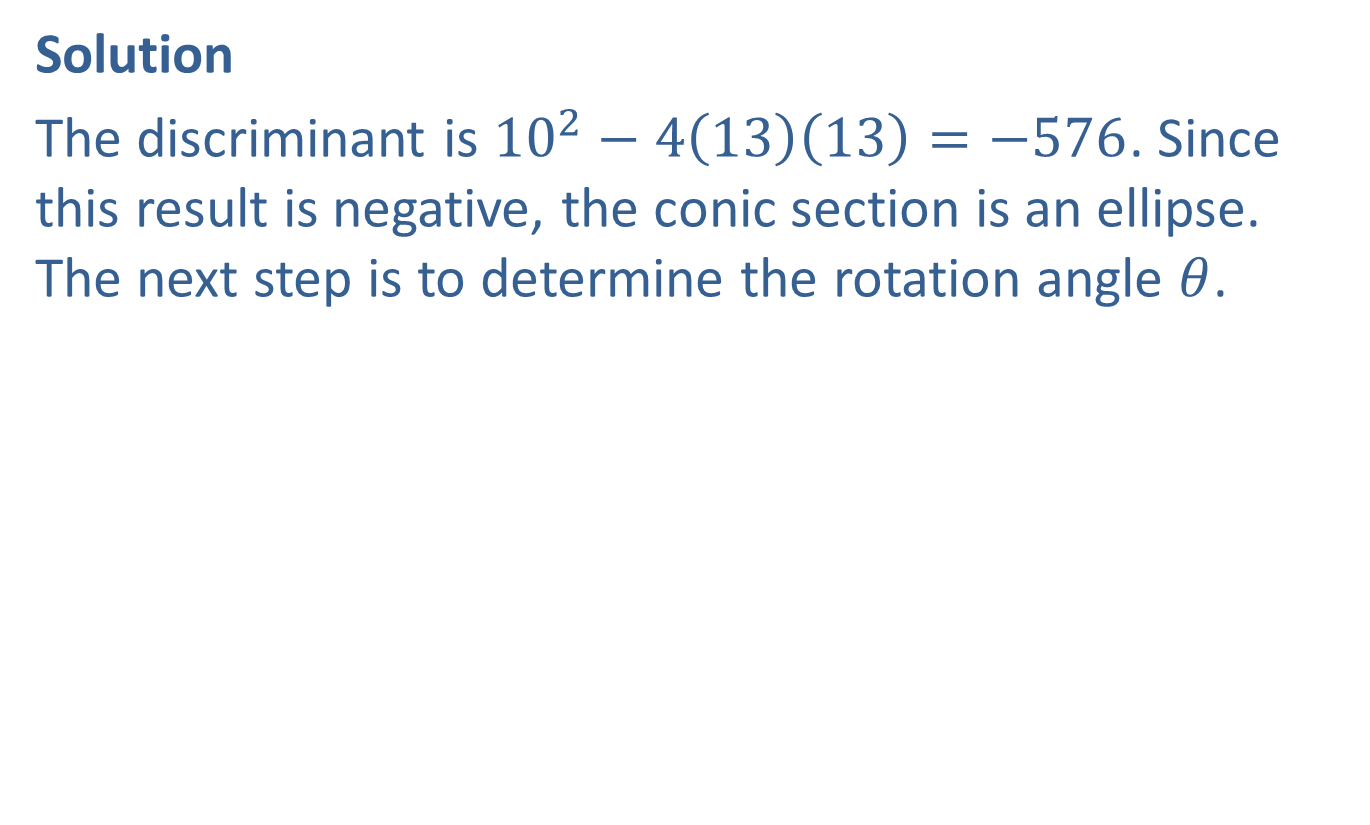 Solution
The discriminant is 10² − 4(13)(13) = −576. Since
this result is negative, the conic section is an ellipse.
The next step is to determine the rotation angle θ.